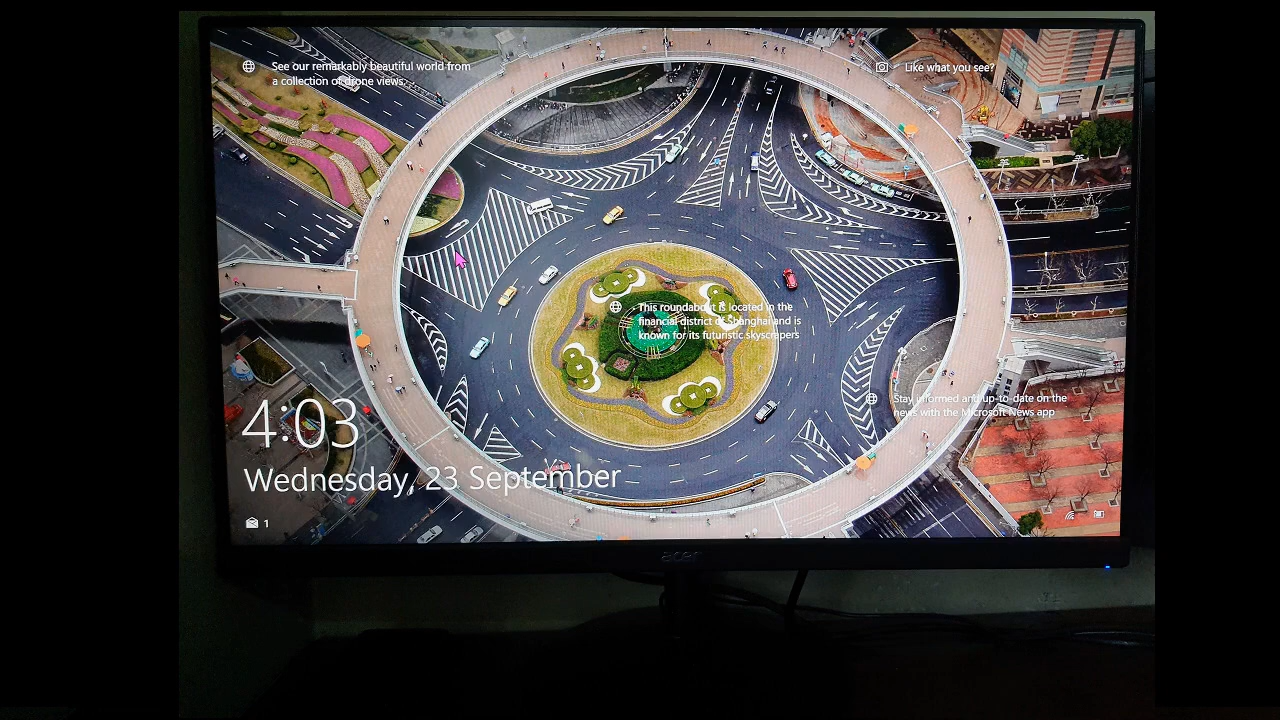 See our remarkably beautiful world from
a collection of drone views.
Like what you see?
This roundabout is located in the
financial district of Shanghai and is
known for its futuristic skyscrapers
Stay informed and up-to-date on the
news with the Microsoft News app
4:03
Wednesday, 23 September
1
acer